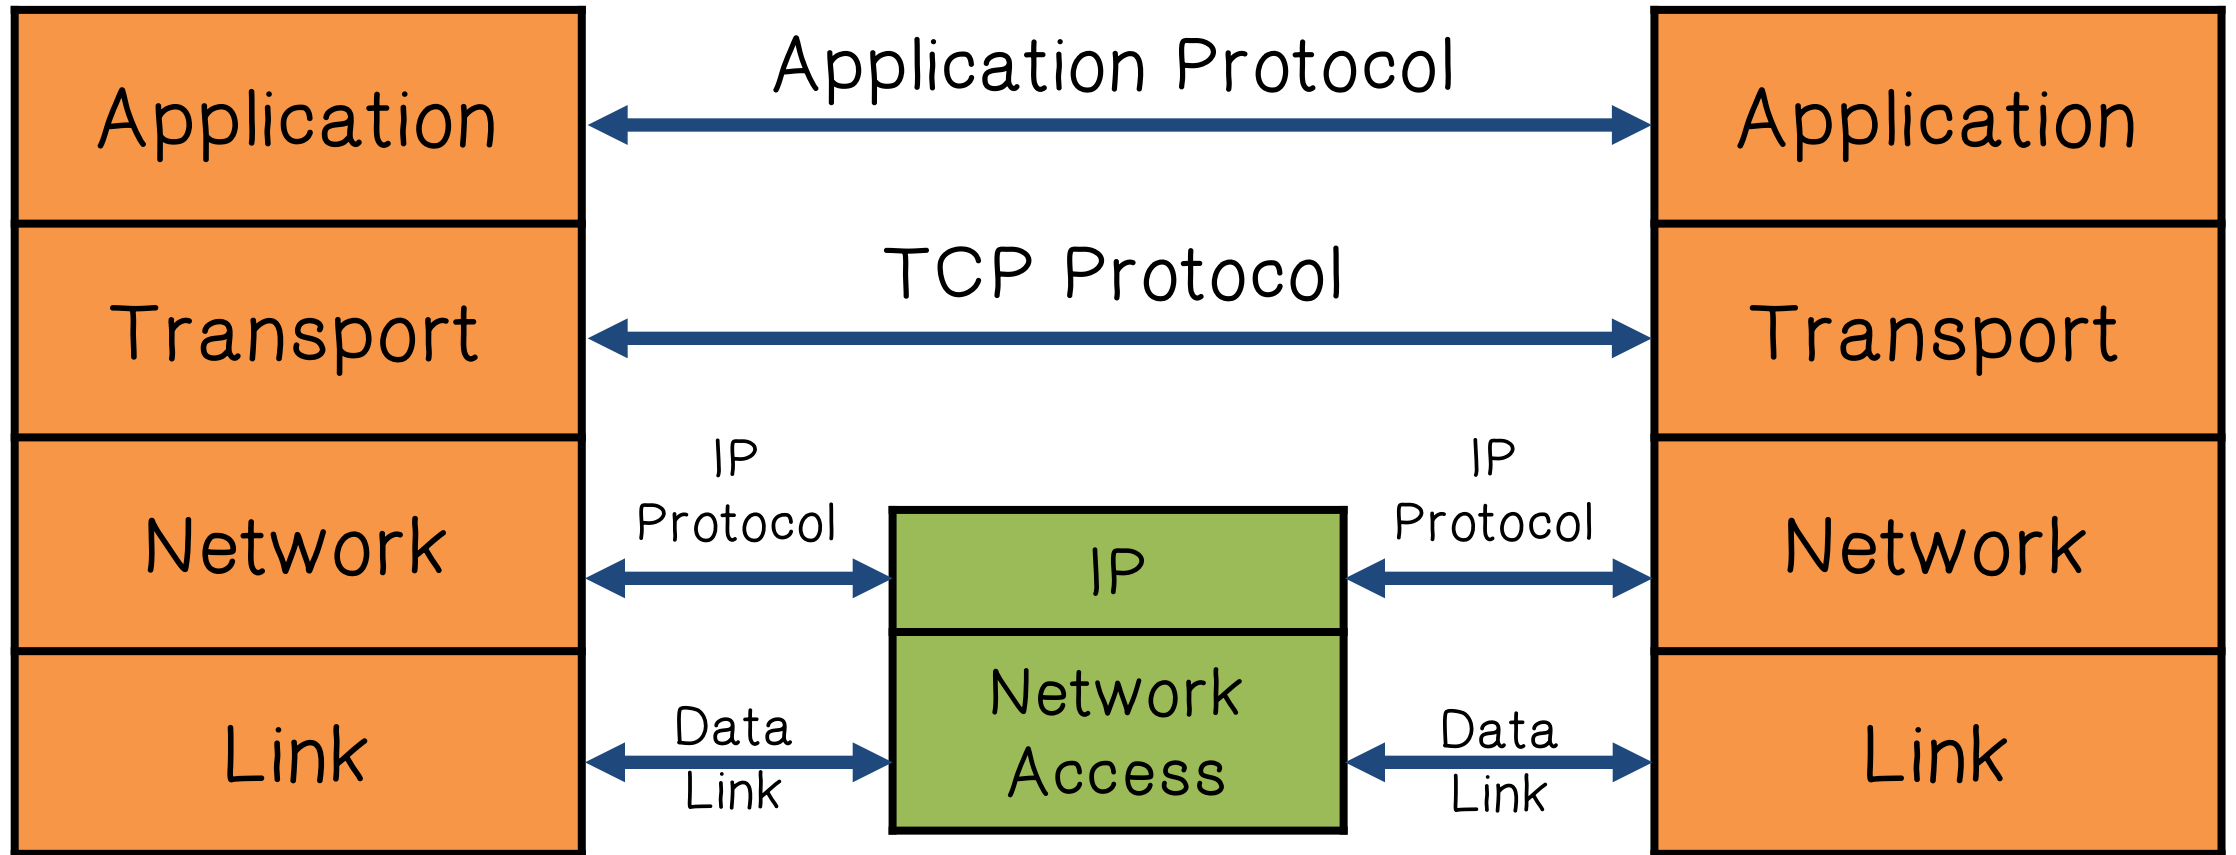 Application
Application Protocol
Application
Transport
TCP Protocol
Transport
Network
IP
Protocol
IP
IP
Protocol
Network
Link
Data
Link
Network
Access
Data
Link
Link